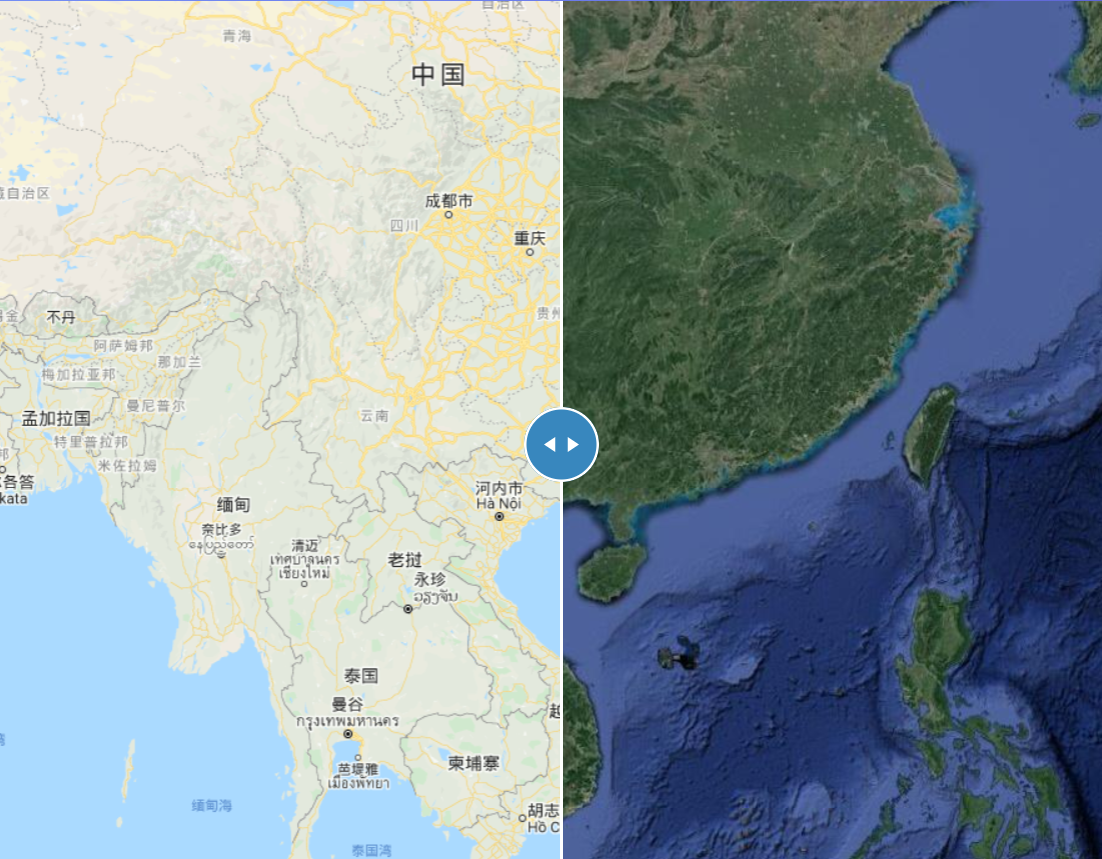 自治区
青海
中国
自治区
成都市
四川
重庆
不丹
贵州
阿萨姆邦
那加兰
梅加拉亚邦
曼尼普尔
孟加拉国
云南
特里普拉邦
邦
米佐拉姆
各答
kata
缅甸
河内市
Hà Nội
奈比多
နေပြည်တော်
清迈
เทศบาลนคร
เชียงใหม่
老挝
永珍
ວຽງຈັນ
泰国
曼谷
กรุงเทพมหานคร
越
芭堤雅
เมืองพัทยา
柬埔寨
湾
缅甸海
胡志
Hồ C
泰国湾